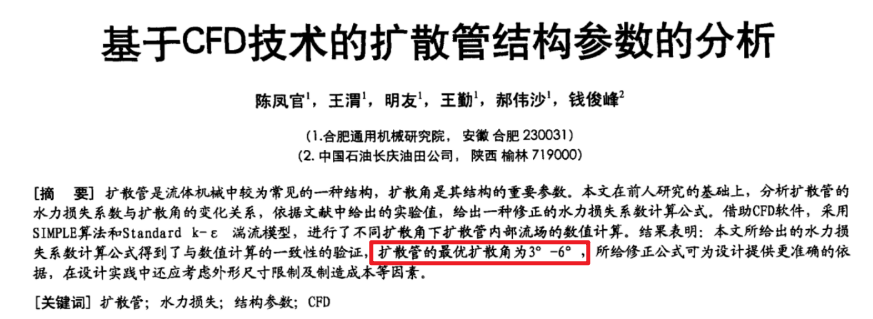 基于CFD技术的扩散管结构参数的分析
陈凤官¹，王渭¹，明友¹，王勤¹，郝伟沙¹，钱俊峰²
（1.合肥通用机械研究院， 安徽 合肥 230031）
（2. 中国石油长庆油田公司， 陕西 榆林 719000）
[摘 要] 扩散管是流体机械中较为常见的一种结构，扩散角是其结构的重要参数。本文在前人研究的基础上，分析扩散管的
水力损失系数与扩散角的变化关系，依据文献中给出的实验值，给出一种修正的水力损失系数计算公式。借助CFD软件，采用
SIMPLE算法和Standard k-ε 湍流模型，进行了不同扩散角下扩散管内部流场的数值计算。结果表明：本文所给出的水力损
失系数计算公式得到了与数值计算的一致性的验证，扩散管的最优扩散角为3° -6° ，所给修正公式可为设计提供更准确的依
据，在设计实践中还应考虑外形尺寸限制及制造成本等因素。
[关键词] 扩散管；水力损失；结构参数；CFD